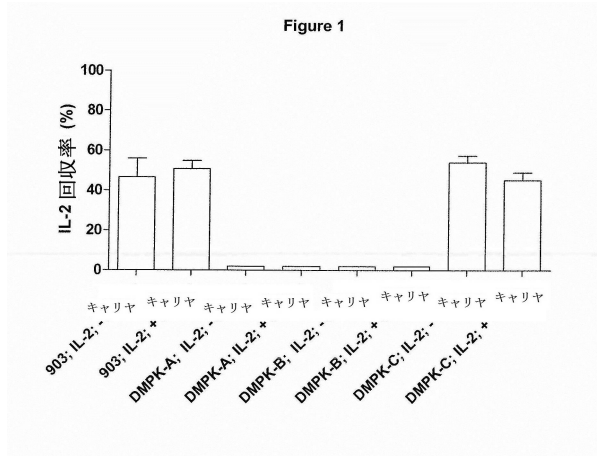 Figure 1
IL-2 回収率 (%)
100
80
60
40
20
0
903; IL-2; - キャリヤ
903; IL-2; + キャリヤ
DMPK-A; IL-2; - キャリヤ
DMPK-A; IL-2; + キャリヤ
DMPK-B; IL-2; - キャリヤ
DMPK-B; IL-2; + キャリヤ
DMPK-C; IL-2; - キャリヤ
DMPK-C; IL-2; + キャリヤ